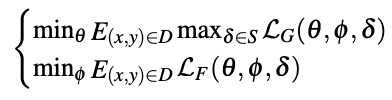 min_θ E_{(x,y)∈D} max_{δ∈S} ℒ_G(θ, ϕ, δ)
min_ϕ E_{(x,y)∈D} ℒ_F(θ, ϕ, δ)